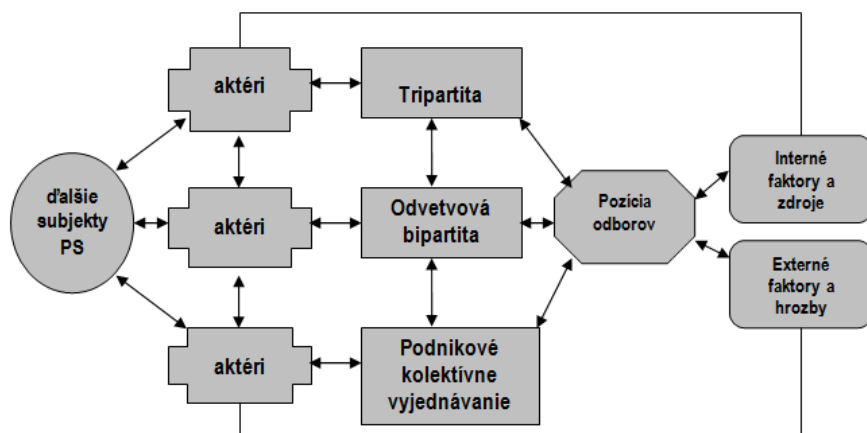 aktéri
Tripartita
ďalšie
subjekty
PS
aktéri
Odvetvová
bipartita
Pozícia
odborov
Interné
faktory a
zdroje
Externé
faktory a
hrozby
aktéri
Podnikové
kolektívne
vyjednávanie